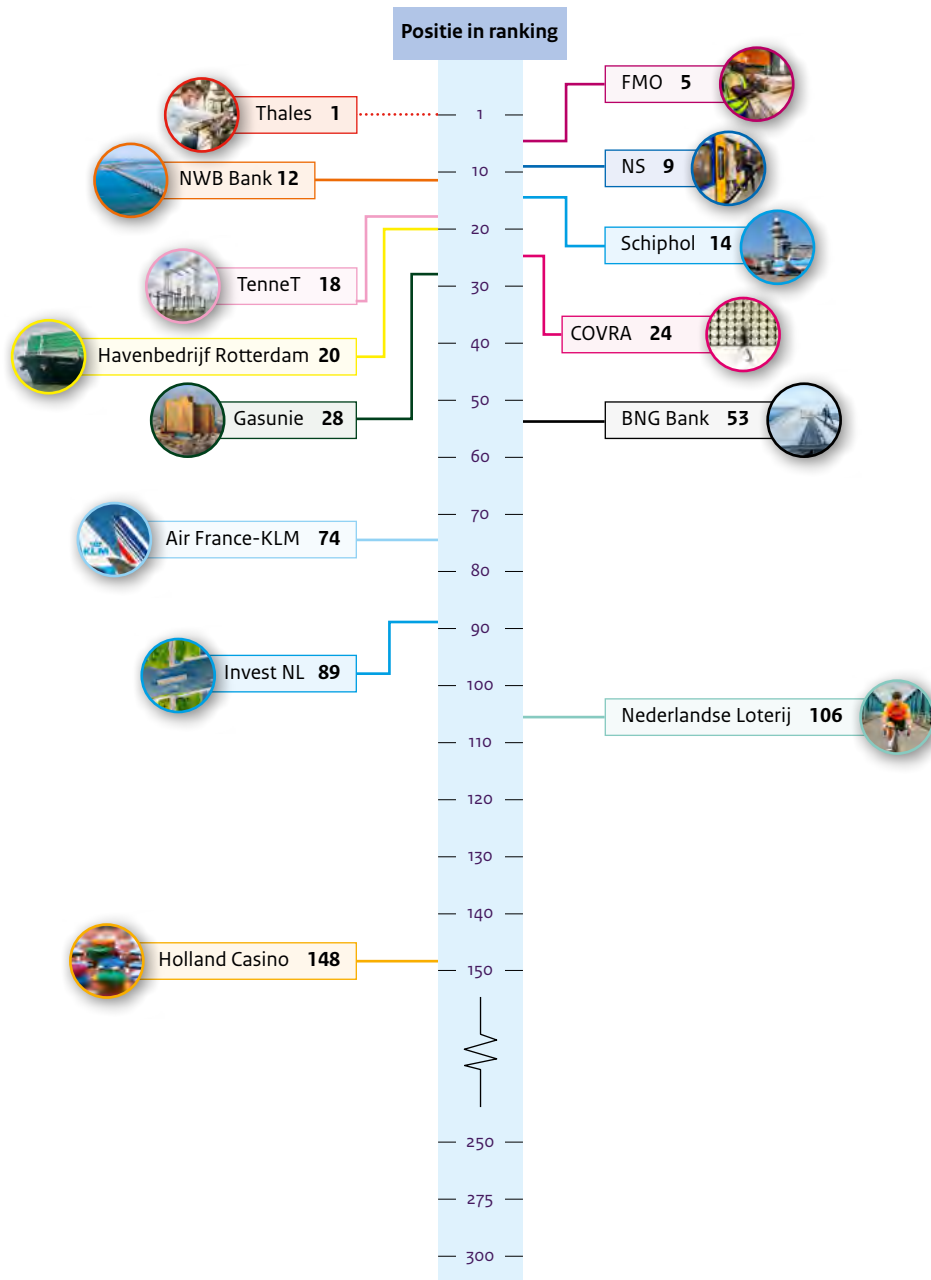 Positie in ranking
FMO 5
Thales 1
1
NS 9
NWB Bank 12
10
Schiphol 14
20
TenneT 18
30
COVRA 24
Havenbedrijf Rotterdam 20
40
50
Gasunie 28
BNG Bank 53
60
70
Air France-KLM 74
KLM
80
90
Invest NL 89
100
Nederlandse Loterij 106
110
120
130
140
Holland Casino 148
150
250
275
300